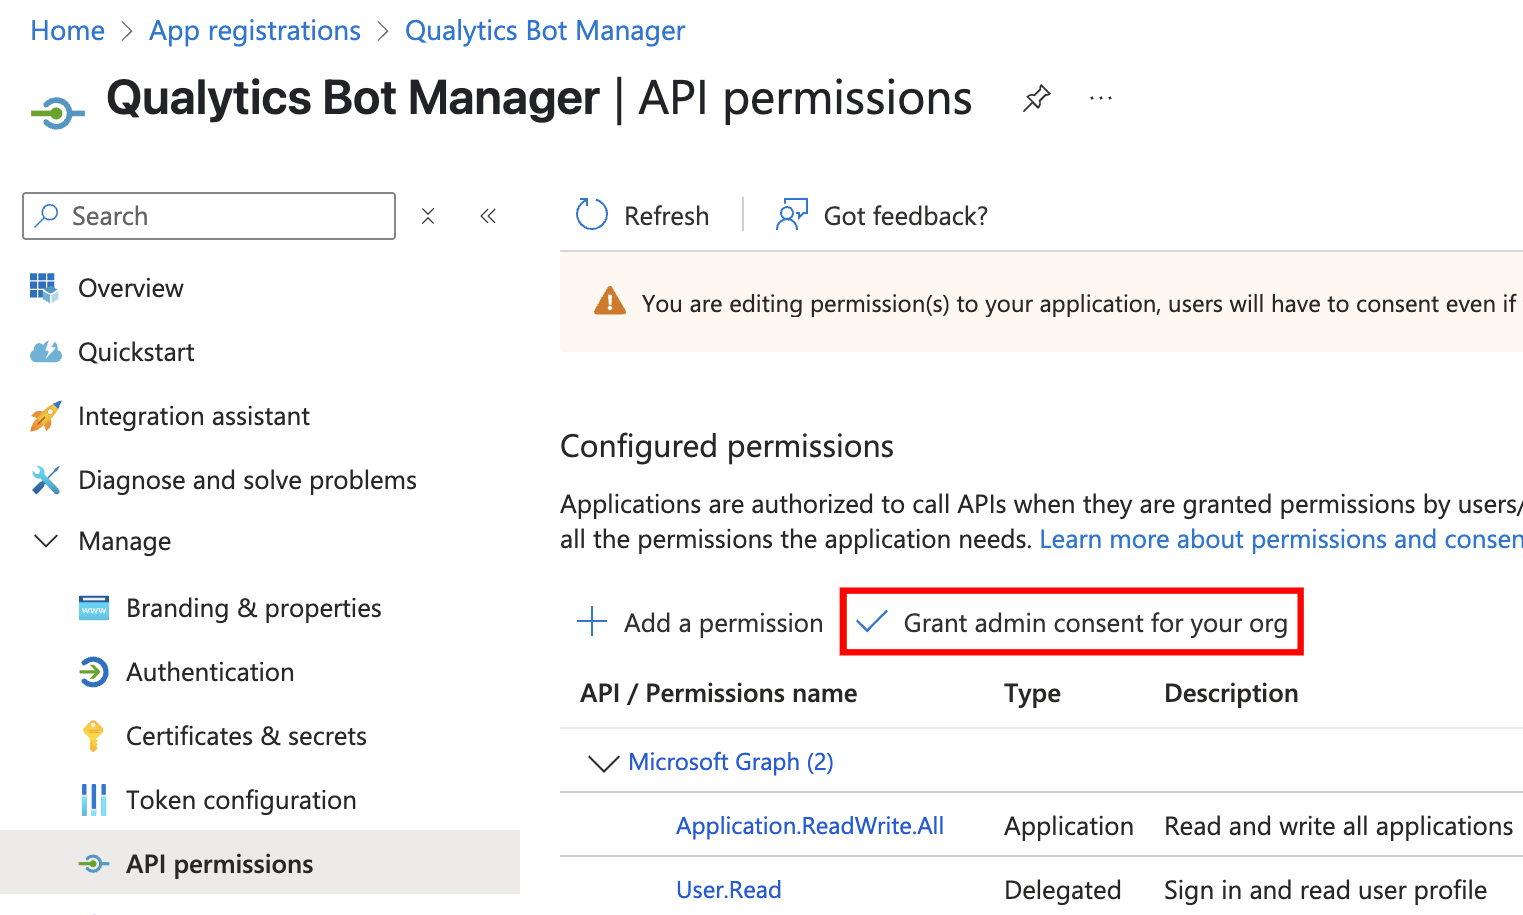 Home > App registrations > Qualytics Bot Manager
Qualytics Bot Manager | API permissions ...
Search
Refresh
Got feedback?
Overview
You are editing permission(s) to your application, users will have to consent even if
Quickstart
Integration assistant
Diagnose and solve problems
Manage
Branding & properties
Authentication
Certificates & secrets
Token configuration
API permissions
Configured permissions
Applications are authorized to call APIs when they are granted permissions by users/
all the permissions the application needs. Learn more about permissions and consen
Add a permission
Grant admin consent for your org
API / Permissions name Type Description
Microsoft Graph (2)
Application.ReadWrite.All Application Read and write all applications
User.Read Delegated Sign in and read user profile